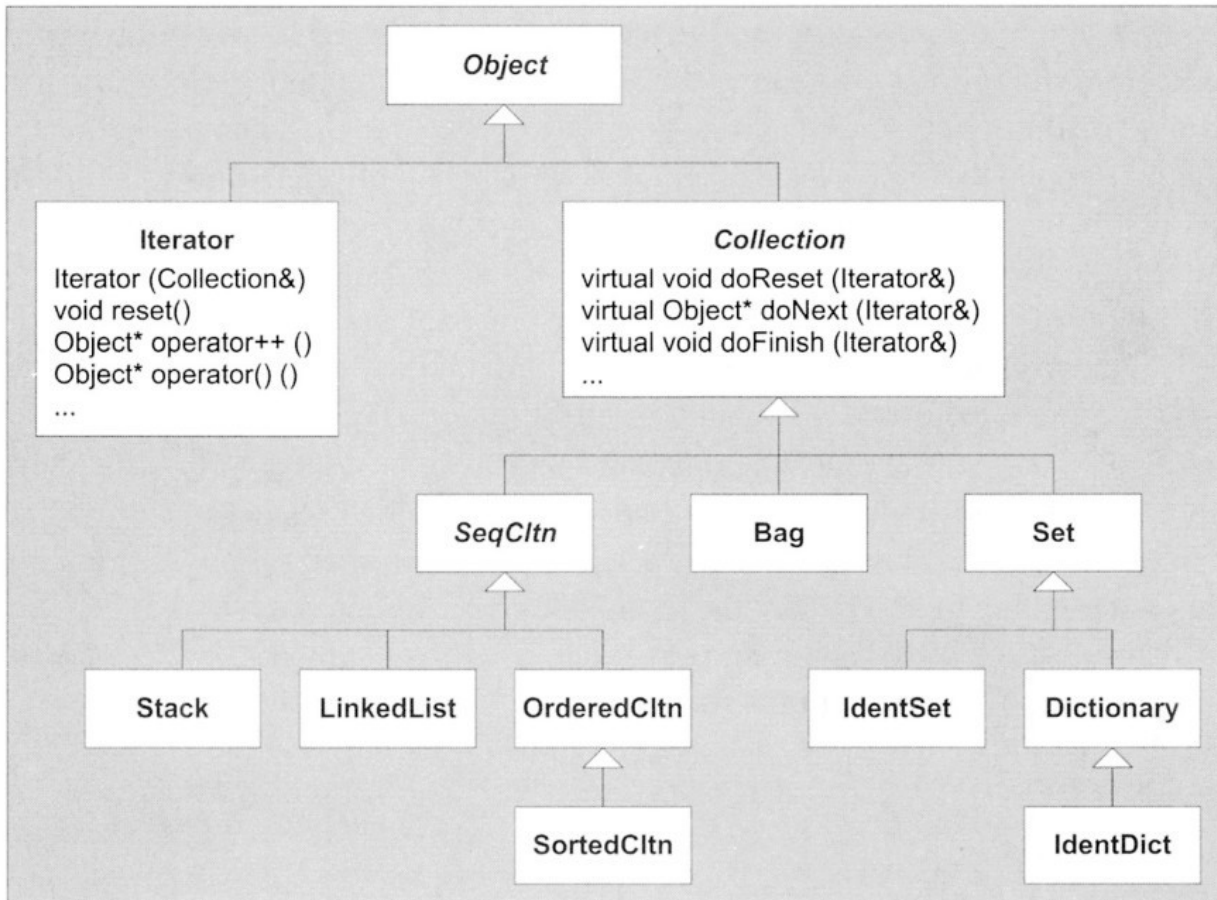 Object
Iterator
Iterator (Collection&)
void reset()
Object* operator++ ()
Object* operator() ()
...
Collection
virtual void doReset (Iterator&)
virtual Object* doNext (Iterator&)
virtual void doFinish (Iterator&)
...
SeqCltn
Bag
Set
Stack
LinkedList
OrderedCltn
IdentSet
Dictionary
SortedCltn
IdentDict